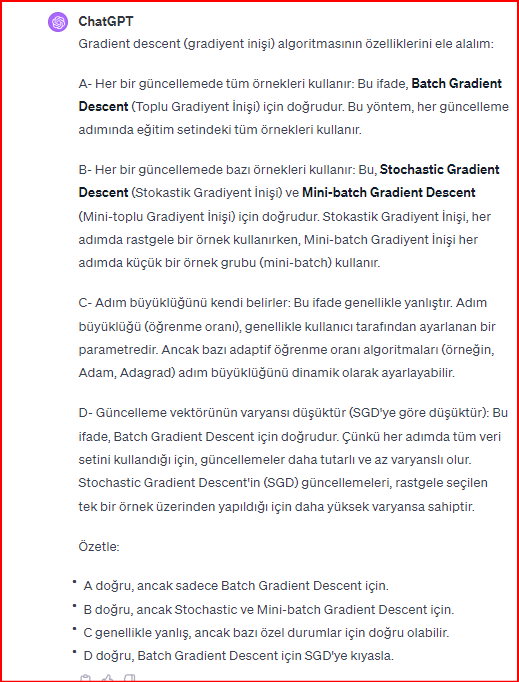 ChatGPT
Gradient descent (gradiyent inişi) algoritmasının özelliklerini ele alalım:
A- Her bir güncellemede tüm örnekleri kullanır: Bu ifade, Batch Gradient
Descent (Toplu Gradiyent İnişi) için doğrudur. Bu yöntem, her güncelleme
adımında eğitim setindeki tüm örnekleri kullanır.
B- Her bir güncellemede bazı örnekleri kullanır: Bu, Stochastic Gradient
Descent (Stokastik Gradiyent İnişi) ve Mini-batch Gradient Descent
(Mini-toplu Gradiyent İnişi) için doğrudur. Stokastik Gradiyent İnişi, her
adımda rastgele bir örnek kullanırken, Mini-batch Gradiyent İnişi her
adımda küçük bir örnek grubu (mini-batch) kullanır.
C- Adım büyüklüğünü kendi belirler: Bu ifade genellikle yanlıştır. Adım
büyüklüğü (öğrenme oranı), genellikle kullanıcı tarafından ayarlanan bir
parametredir. Ancak bazı adaptif öğrenme oranı algoritmaları (örneğin,
Adam, Adagrad) adım büyüklüğünü dinamik olarak ayarlayabilir.
D- Güncelleme vektörünün varyansı düşüktür (SGD'ye göre düşüktür): Bu
ifade, Batch Gradient Descent için doğrudur. Çünkü her adımda tüm veri
setini kullandığı için, güncellemeler daha tutarlı ve az varyanslı olur.
Stochastic Gradient Descent'in (SGD) güncellemeleri, rastgele seçilen
tek bir örnek üzerinden yapıldığı için daha yüksek varyansa sahiptir.
Özetle:
• A doğru, ancak sadece Batch Gradient Descent için.
• B doğru, ancak Stochastic ve Mini-batch Gradient Descent için.
• C genellikle yanlış, ancak bazı özel durumlar için doğru olabilir.
• D doğru, Batch Gradient Descent için SGD'ye kıyasla.